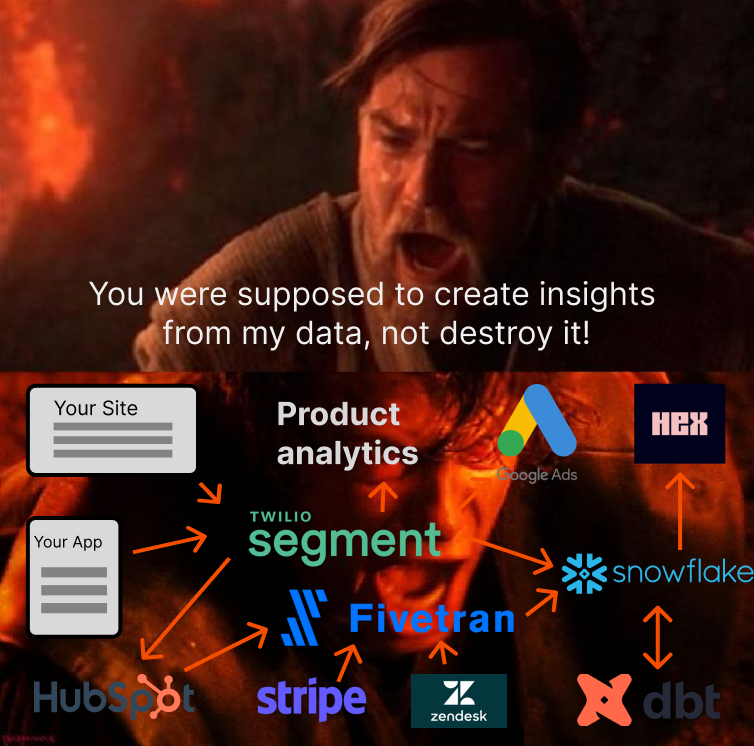 You were supposed to create insights
from my data, not destroy it!
Your Site
Product
analytics
Google Ads
HEX
Your App
TWILIO
segment
snowflake
Fivetran
HubSpot
stripe
zendesk
dbt